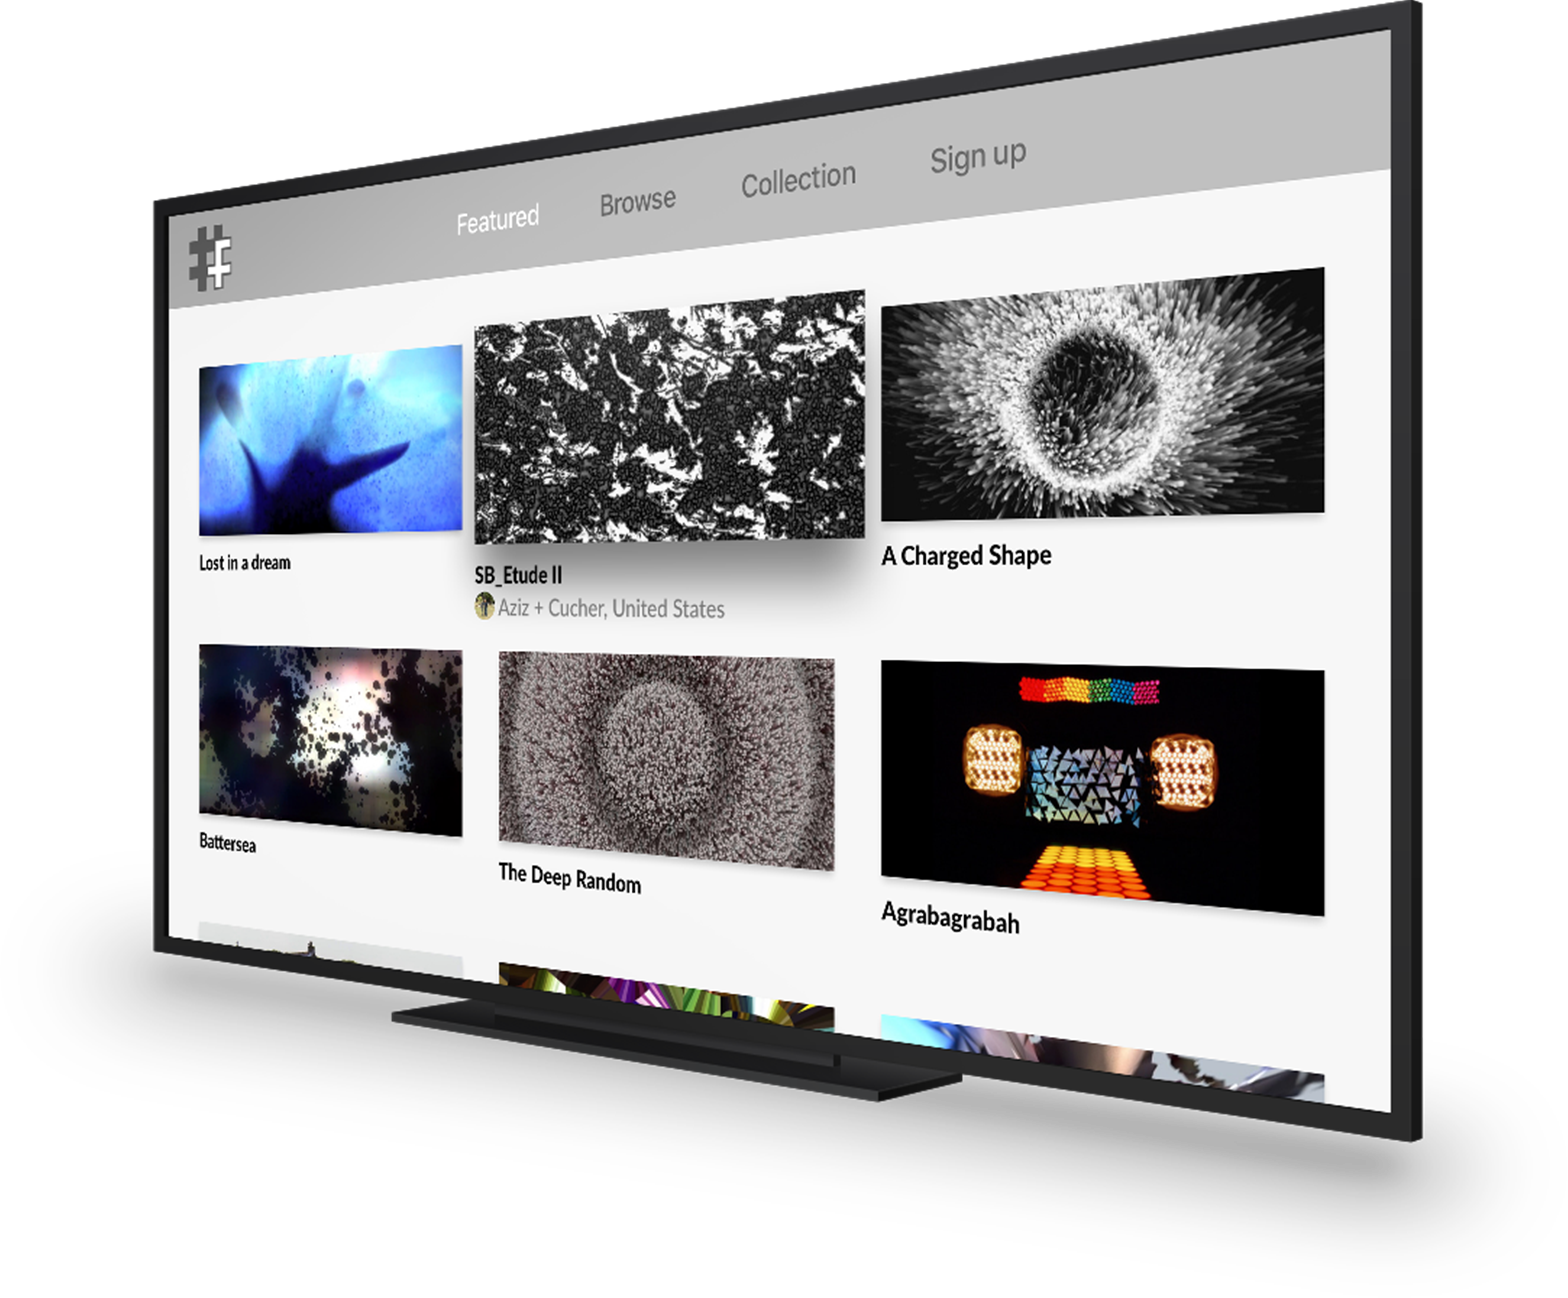 Featured
Browse
Collection
Sign up
Lost in a dream
SB_Etude II
Aziz + Cucher, United States
A Charged Shape
Battersea
The Deep Random
Agrabagrabah